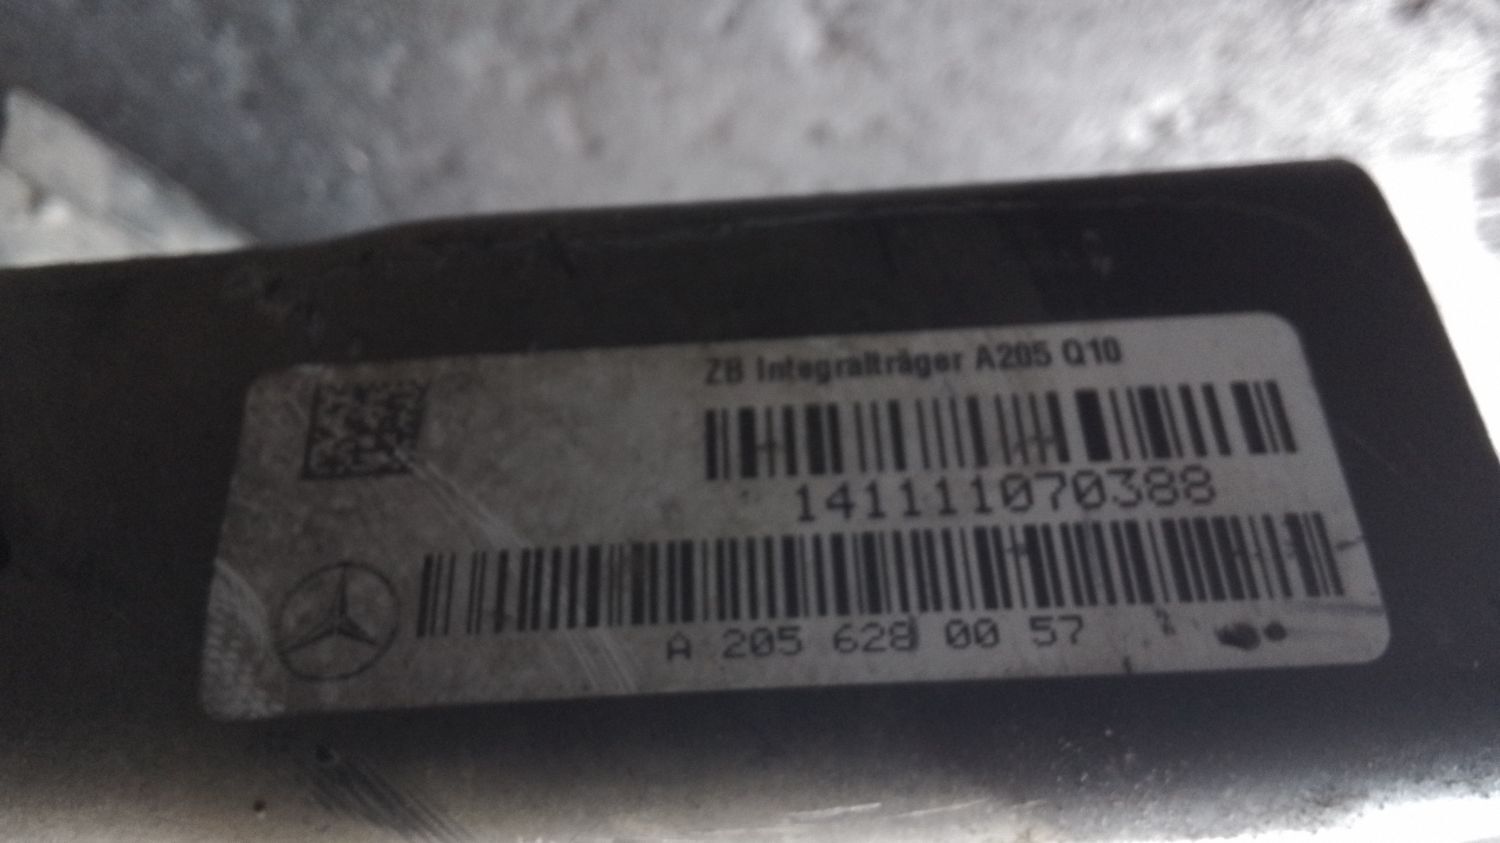 ZB Integralträger A205 Q10
141111070388
A 205 628 00 57